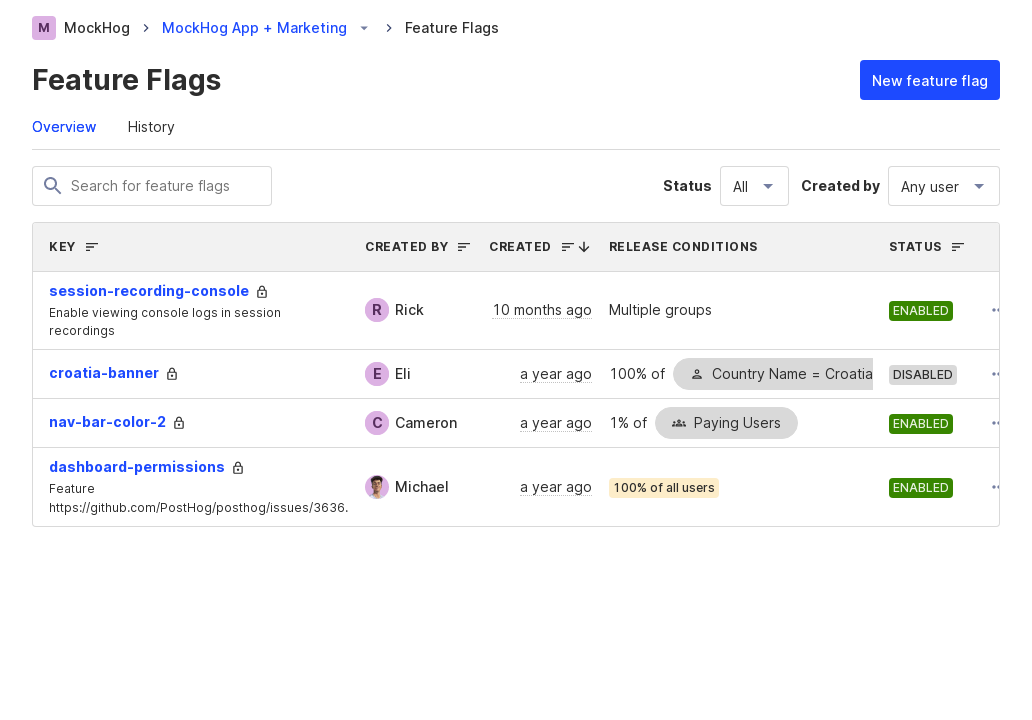 M MockHog MockHog App + Marketing Feature Flags
Feature Flags
New feature flag
Overview History
Search for feature flags
Status All Created by Any user
KEY CREATED BY CREATED RELEASE CONDITIONS STATUS
session-recording-console
Enable viewing console logs in session
recordings
R Rick 10 months ago Multiple groups ENABLED
croatia-banner E Eli a year ago 100% of Country Name = Croatia DISABLED
nav-bar-color-2 C Cameron a year ago 1% of Paying Users ENABLED
dashboard-permissions
Feature
https://github.com/PostHog/posthog/issues/3636.
Michael a year ago 100% of all users ENABLED